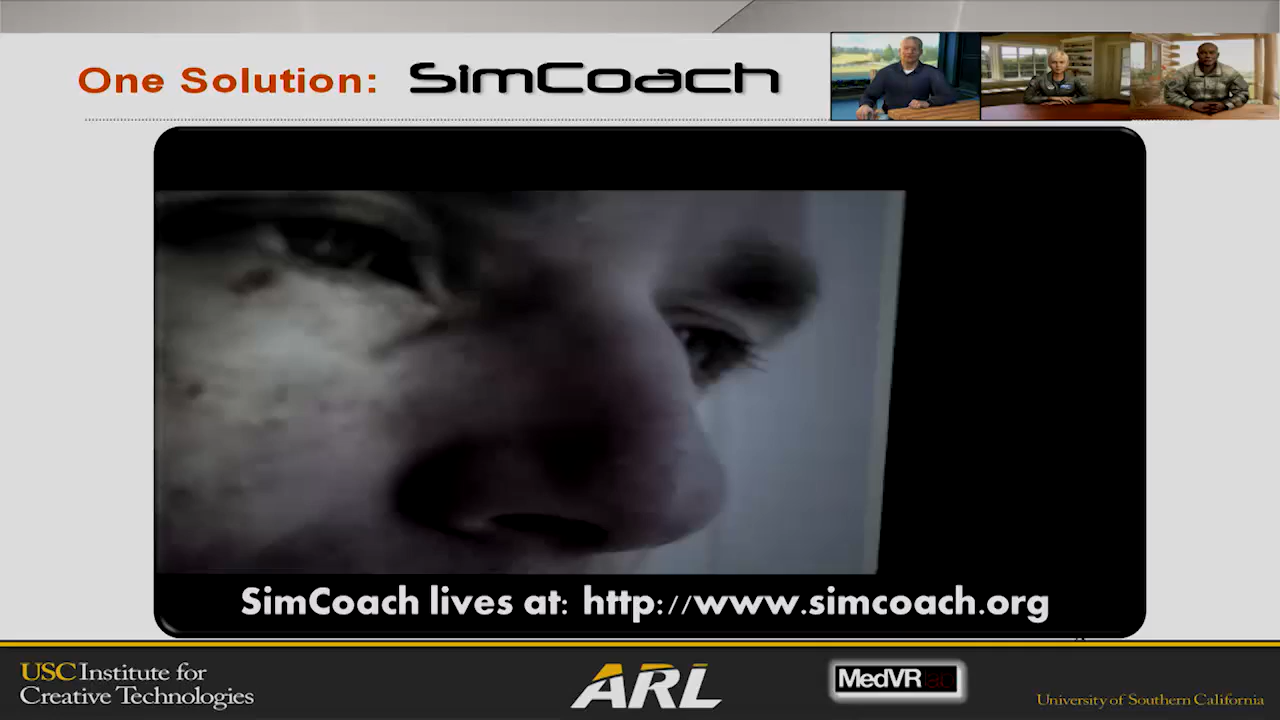 One Solution: SimCoach
SimCoach lives at: http://www.simcoach.org
USC Institute for
Creative Technologies
ARL
MedVR lab
University of Southern California